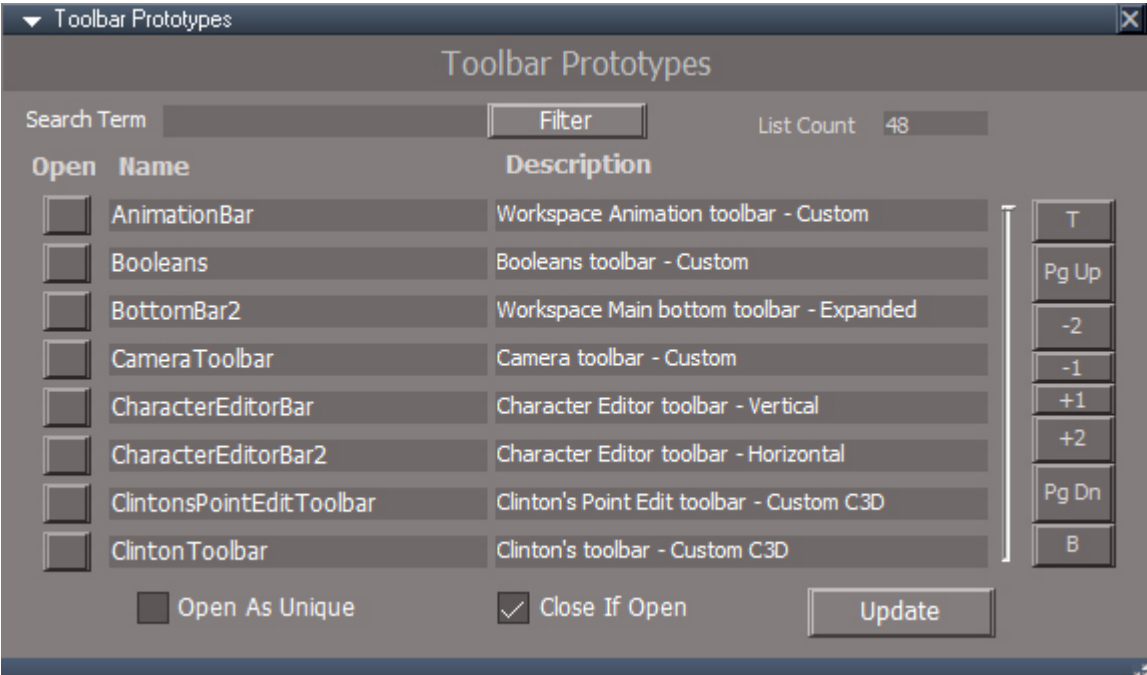 Toolbar Prototypes
Toolbar Prototypes
Search Term Filter List Count 48
Open Name Description
AnimationBar Workspace Animation toolbar - Custom T
Booleans Booleans toolbar - Custom Pg Up
BottomBar2 Workspace Main bottom toolbar - Expanded -2
CameraToolbar Camera toolbar - Custom -1
CharacterEditorBar Character Editor toolbar - Vertical +1
CharacterEditorBar2 Character Editor toolbar - Horizontal +2
ClintonsPointEditToolbar Clinton's Point Edit toolbar - Custom C3D Pg Dn
ClintonToolbar Clinton's toolbar - Custom C3D B
Open As Unique Close If Open Update